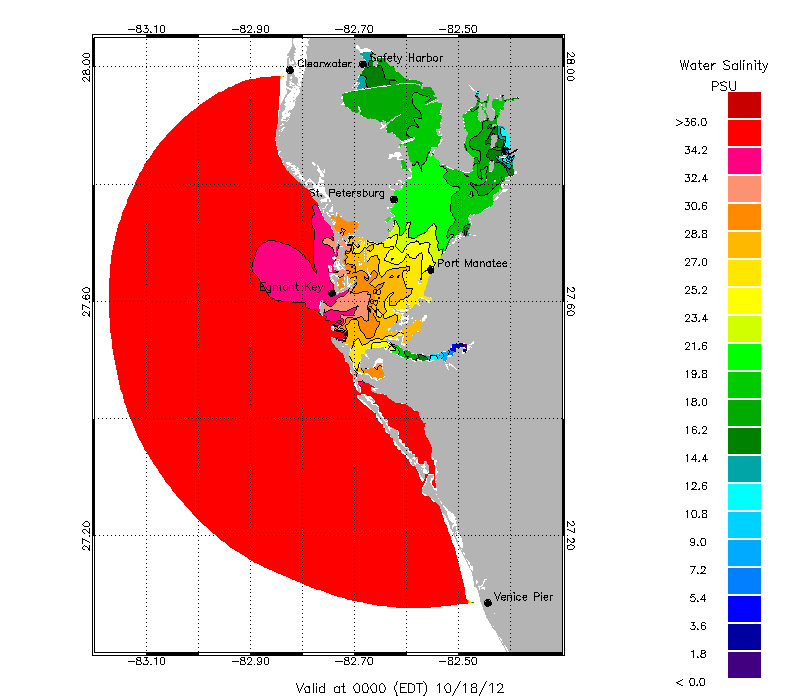 -83.10 -82.90 -82.70 -82.50
28.00 28.00
Safety Harbor
Clearwater
St. Petersburg
Port Manatee
Egmont Key
27.60 27.60
27.20 27.20
Venice Pier
-83.10 -82.90 -82.70 -82.50
Valid at 0000 (EDT) 10/18/12
Water Salinity
PSU
>36.0
34.2
32.4
30.6
28.8
27.0
25.2
23.4
21.6
19.8
18.0
16.2
14.4
12.6
10.8
9.0
7.2
5.4
3.6
1.8
< 0.0